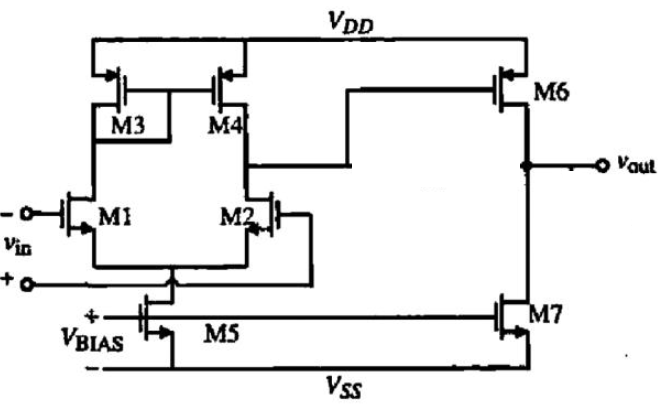 V_DD
M3
M4
M6
v_out
−
M1
M2
v_in
+
+
M7
V_BIAS
M5
−
V_SS